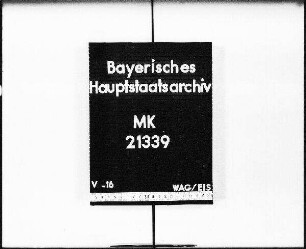 Bayerisches
Hauptstaatsarchiv
MK
21339
V -16 WAG/EIS